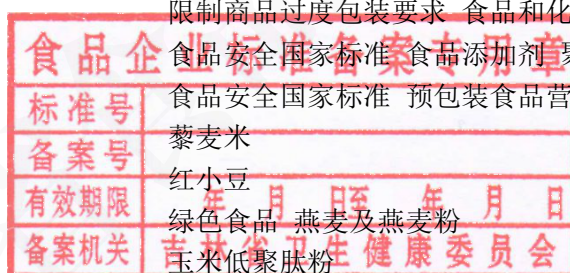 限制商品过度包装要求 食品和化
食品安全国家标准 食品添加剂
食品安全国家标准 预包装食品营
藜麦米
红小豆
绿色食品 燕麦及燕麦粉
玉米低聚肽粉
食品企业标准备案专用章
标准号
备案号
有效期限 年 月 日至 年 月 日
备案机关 吉林省卫生健康委员会